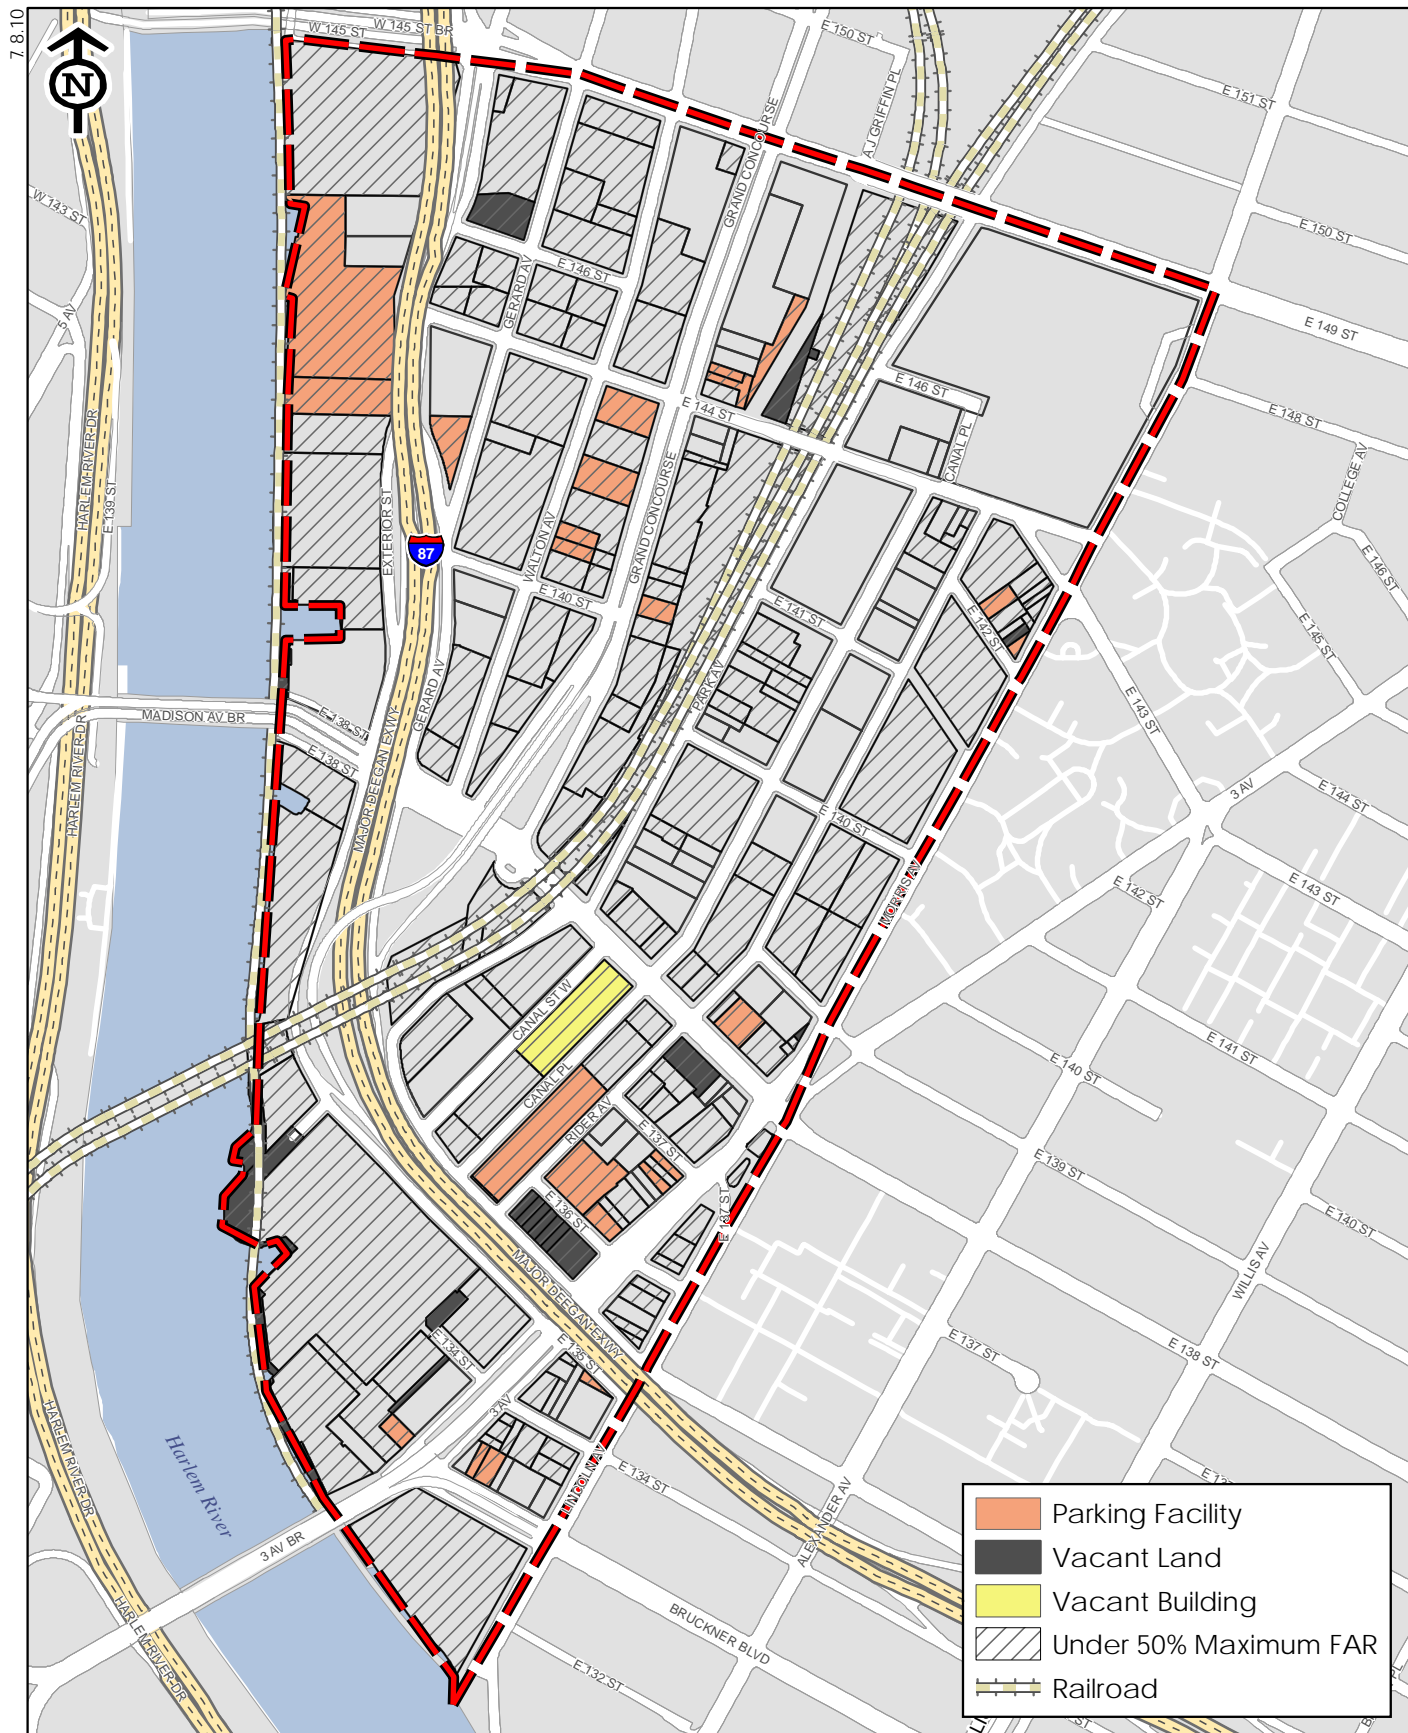 7. 8.10
N
W 145 ST
W 145 ST BR
E 150 ST
A J GRIFFIN PL
E 151 ST
GRAND CONCOURSE
W 143 ST
E 150 ST
5 AV
GERARD AV
E 146 ST
E 149 ST
E 146 ST
E 144 ST
E 148 ST
CANAL PL
COLLEGE AV
HARLEM RIVER DR
E 139 ST
EXTERIOR ST
87
WALTON AV
GRAND CONCOURSE
E 146 ST
E 140 ST
E 141 ST
E 142 ST
E 145 ST
PARK AV
GERARD AV
E 143 ST
MADISON AV BR
E 138 ST
E 138 ST
HARLEM RIVER DR
MAJOR DEEGAN EXWY
3 AV
E 144 ST
E 140 ST
MORRIS AV
E 142 ST
E 143 ST
CANAL ST W
CANAL PL
E 141 ST
E 140 ST
RIDER AV
E 137 ST
E 139 ST
E 136 ST
E 137 ST
E 140 ST
WILLIS AV
MAJOR DEEGAN EXWY
E 134 ST
E 135 ST
E 137 ST
E 138 ST
3 AV
HARLEM RIVER DR
Harlem River
LINCOLN AV
E 134 ST
ALEXANDER AV
3 AV BR
HARLEM RIVER DR
BRUCKNER BLVD
E 132 ST
Parking Facility
Vacant Land
Vacant Building
Under 50% Maximum FAR
Railroad